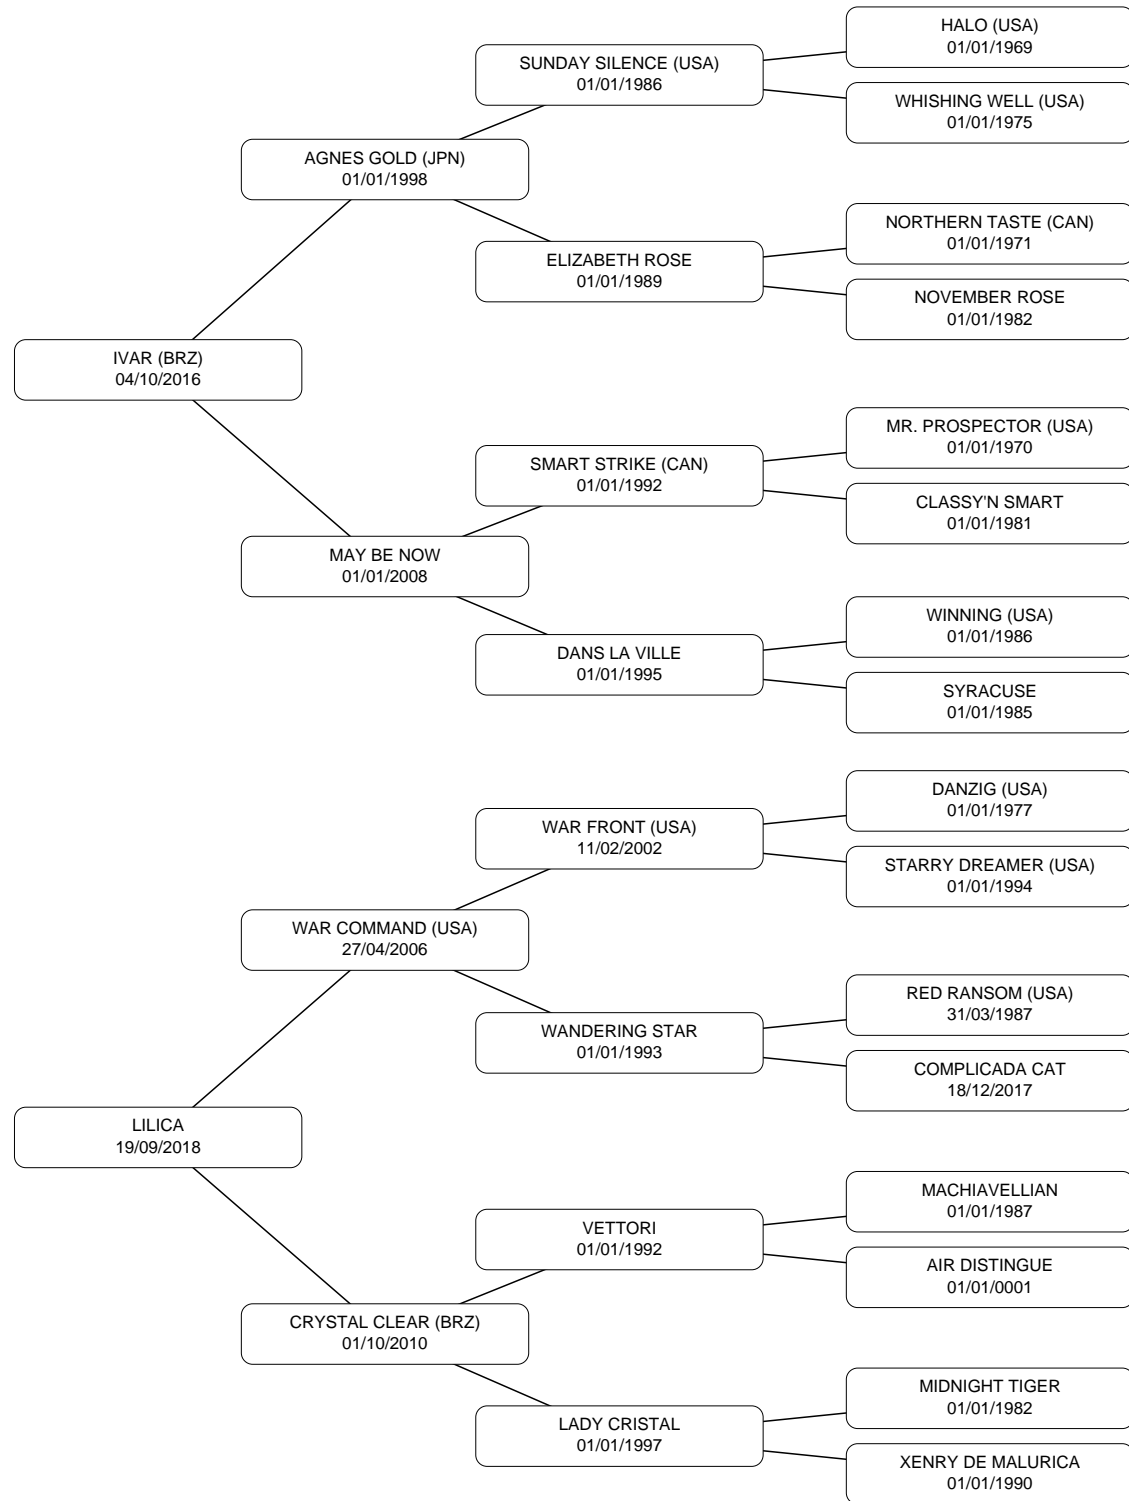 HALO (USA)
01/01/1969
SUNDAY SILENCE (USA)
01/01/1986
WHISHING WELL (USA)
01/01/1975
AGNES GOLD (JPN)
01/01/1998
NORTHERN TASTE (CAN)
01/01/1971
ELIZABETH ROSE
01/01/1989
NOVEMBER ROSE
01/01/1982
IVAR (BRZ)
04/10/2016
MR. PROSPECTOR (USA)
01/01/1970
SMART STRIKE (CAN)
01/01/1992
CLASSY'N SMART
01/01/1981
MAY BE NOW
01/01/2008
WINNING (USA)
01/01/1986
DANS LA VILLE
01/01/1995
SYRACUSE
01/01/1985
DANZIG (USA)
01/01/1977
WAR FRONT (USA)
11/02/2002
STARRY DREAMER (USA)
01/01/1994
WAR COMMAND (USA)
27/04/2006
RED RANSOM (USA)
31/03/1987
WANDERING STAR
01/01/1993
COMPLICADA CAT
18/12/2017
LILICA
19/09/2018
MACHIAVELLIAN
01/01/1987
VETTORI
01/01/1992
AIR DISTINGUE
01/01/0001
CRYSTAL CLEAR (BRZ)
01/10/2010
MIDNIGHT TIGER
01/01/1982
LADY CRISTAL
01/01/1997
XENRY DE MALURICA
01/01/1990